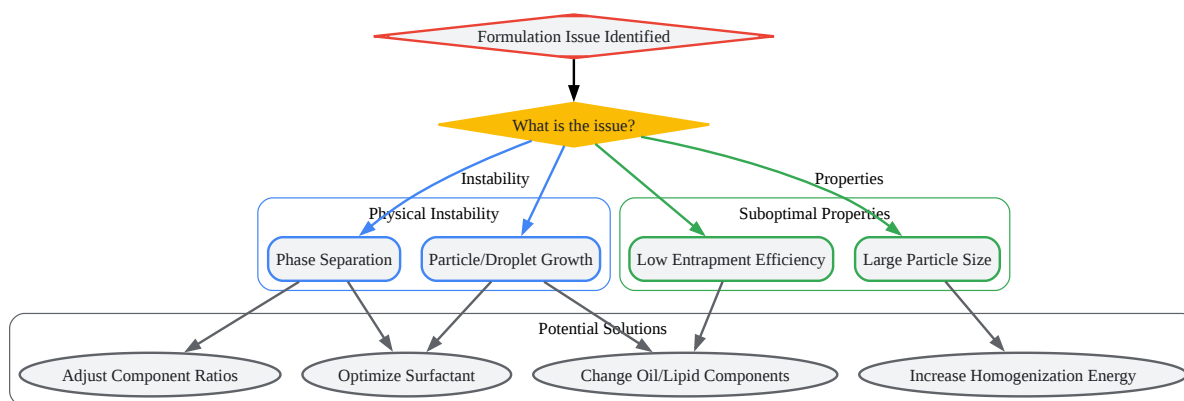 Formulation Issue Identified
What is the issue?
Instability
Properties
Physical Instability
Suboptimal Properties
Phase Separation
Particle/Droplet Growth
Low Entrapment Efficiency
Large Particle Size
Potential Solutions
Adjust Component Ratios
Optimize Surfactant
Change Oil/Lipid Components
Increase Homogenization Energy